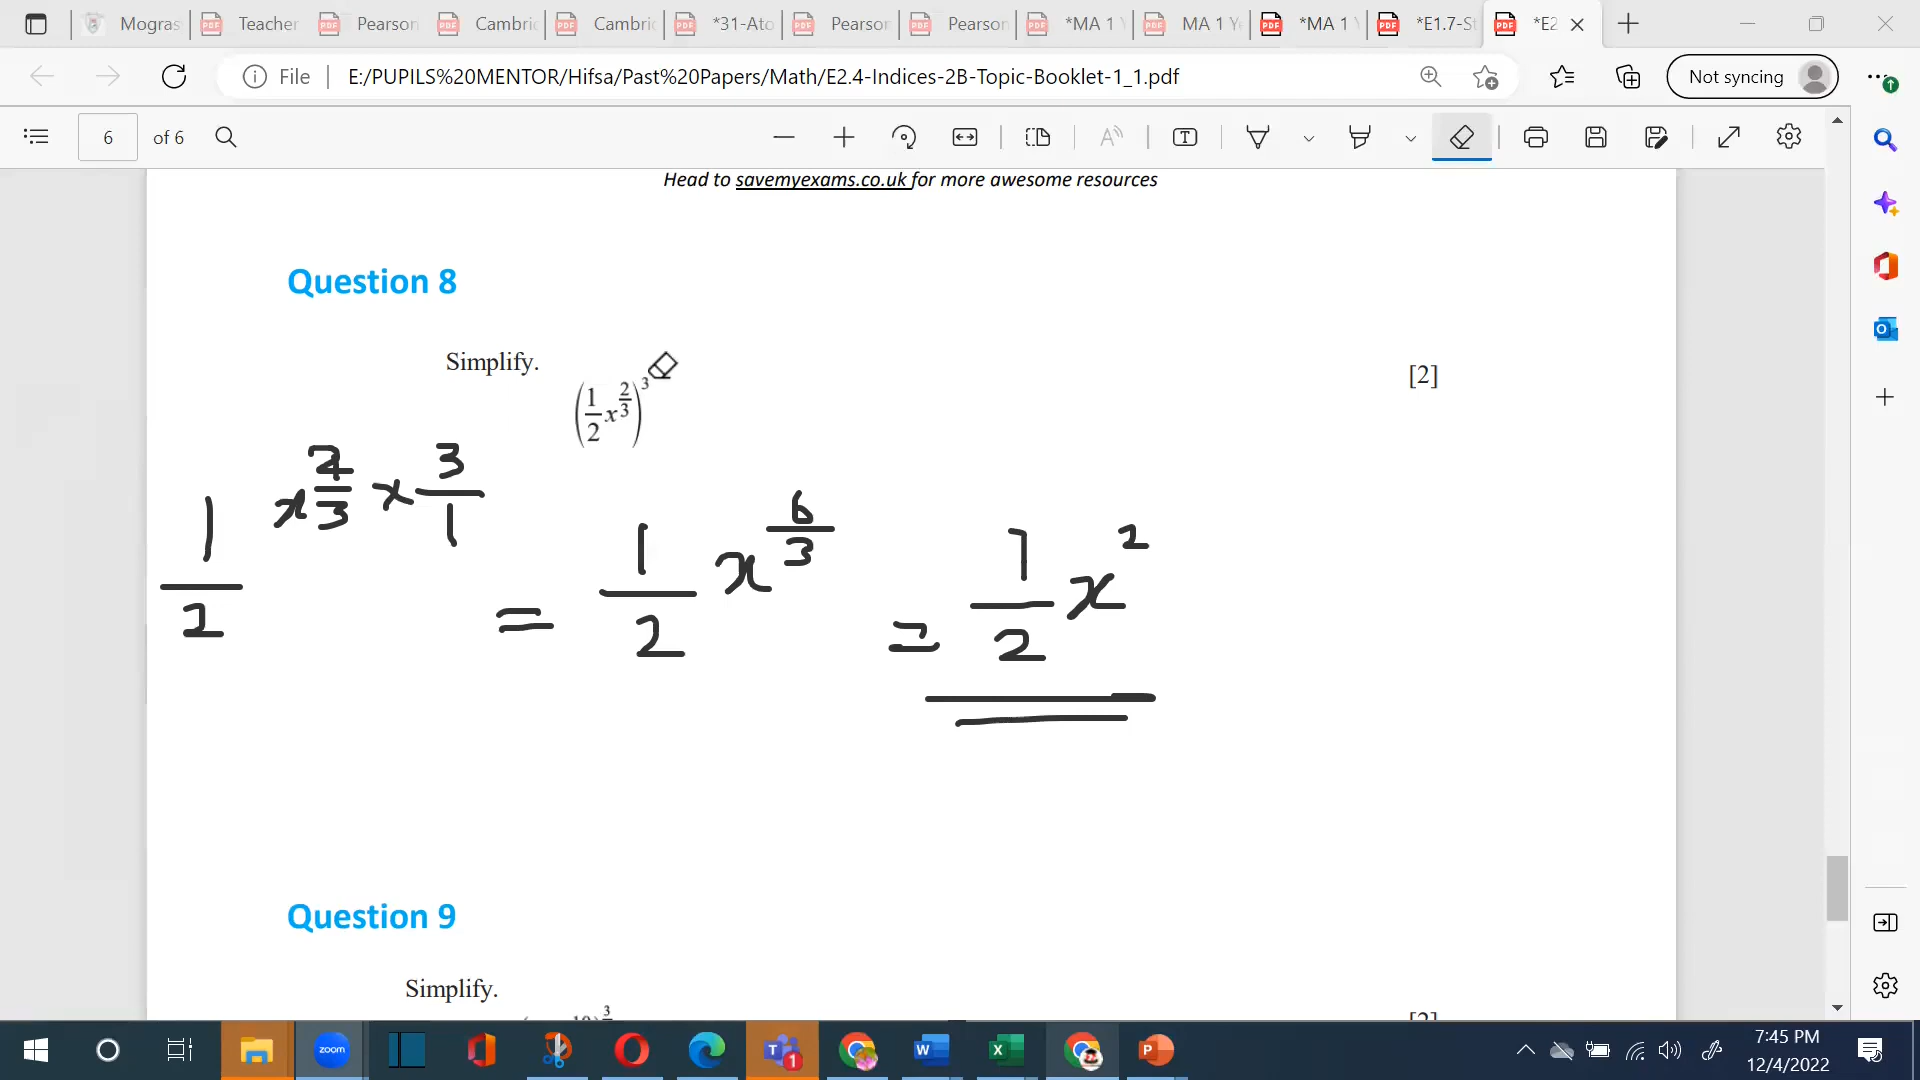 Mogras Teacher Pearson Cambric Cambric *31-Ato Pearson Pearson *MA 1 Y MA 1 Ye *MA 1 Y *E1.7-St *E2
File E:/PUPILS%20MENTOR/Hifsa/Past%20Papers/Math/E2.4-Indices-2B-Topic-Booklet-1_1.pdf Not syncing
6 of 6
Head to savemyexams.co.uk for more awesome resources
Question 8
Simplify. [2]
(1/2 x^(2/3))^3
1/2 x^(2/3) × 3/1 = 1/2 x^(6/3) = 1/2 x^2
Question 9
Simplify.
7:45 PM
12/4/2022